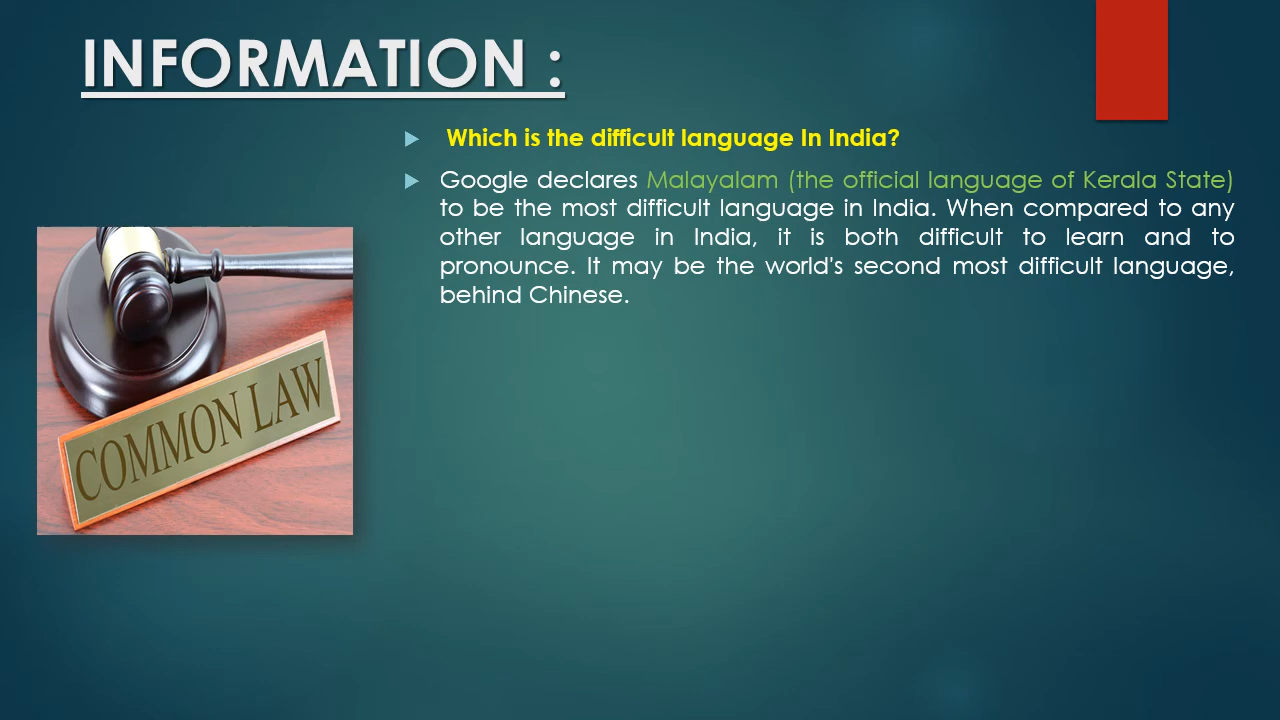 INFORMATION :
Which is the difficult language In India?
Google declares Malayalam (the official language of Kerala State)
to be the most difficult language in India. When compared to any
other language in India, it is both difficult to learn and to
pronounce. It may be the world's second most difficult language,
behind Chinese.
COMMON LAW